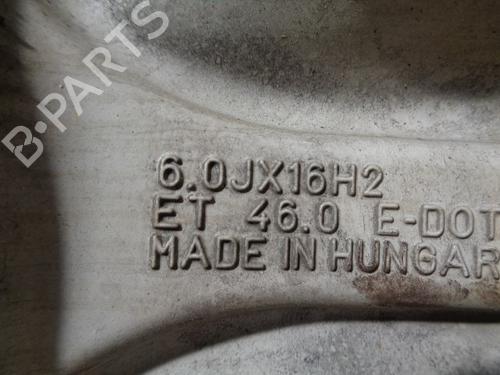 B-PARTS
6.0JX16H2
ET 46.0 E-DOT
MADE IN HUNGAR